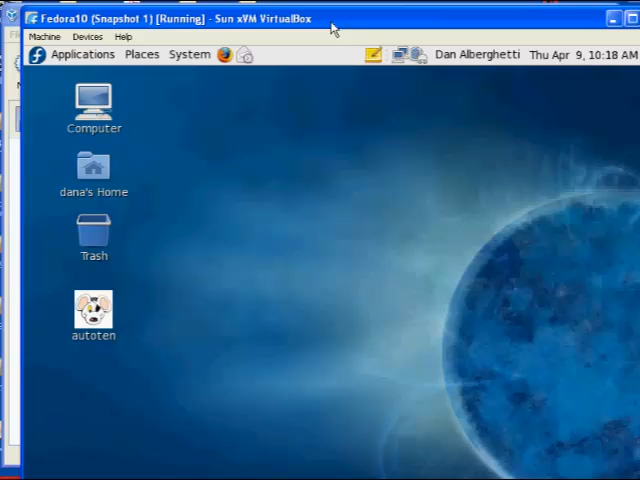 Fedora10 (Snapshot 1) [Running] - Sun xVM VirtualBox
Machine Devices Help
Applications Places System Dan Alberghetti Thu Apr 9, 10:18 AM
Computer
dana's Home
Trash
autoten